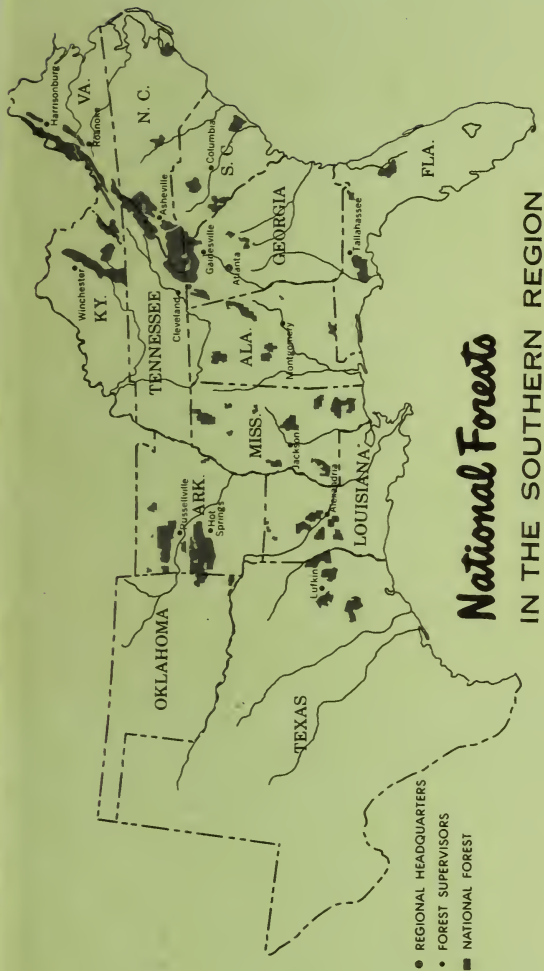 National Forests
IN THE SOUTHERN REGION
REGIONAL HEADQUARTERS
FOREST SUPERVISORS
NATIONAL FOREST
OKLAHOMA
TEXAS
ARK.
Russellville
Hot Springs
LOUISIANA
Alexandria
Lufkin
MISS.
Jackson
ALA.
Montgomery
TENNESSEE
Cleveland
KY.
Winchester
VA.
Harrisonburg
Roanoke
N. C.
Asheville
S. C.
Columbia
GEORGIA
Gainesville
Atlanta
FLA.
Tallahassee